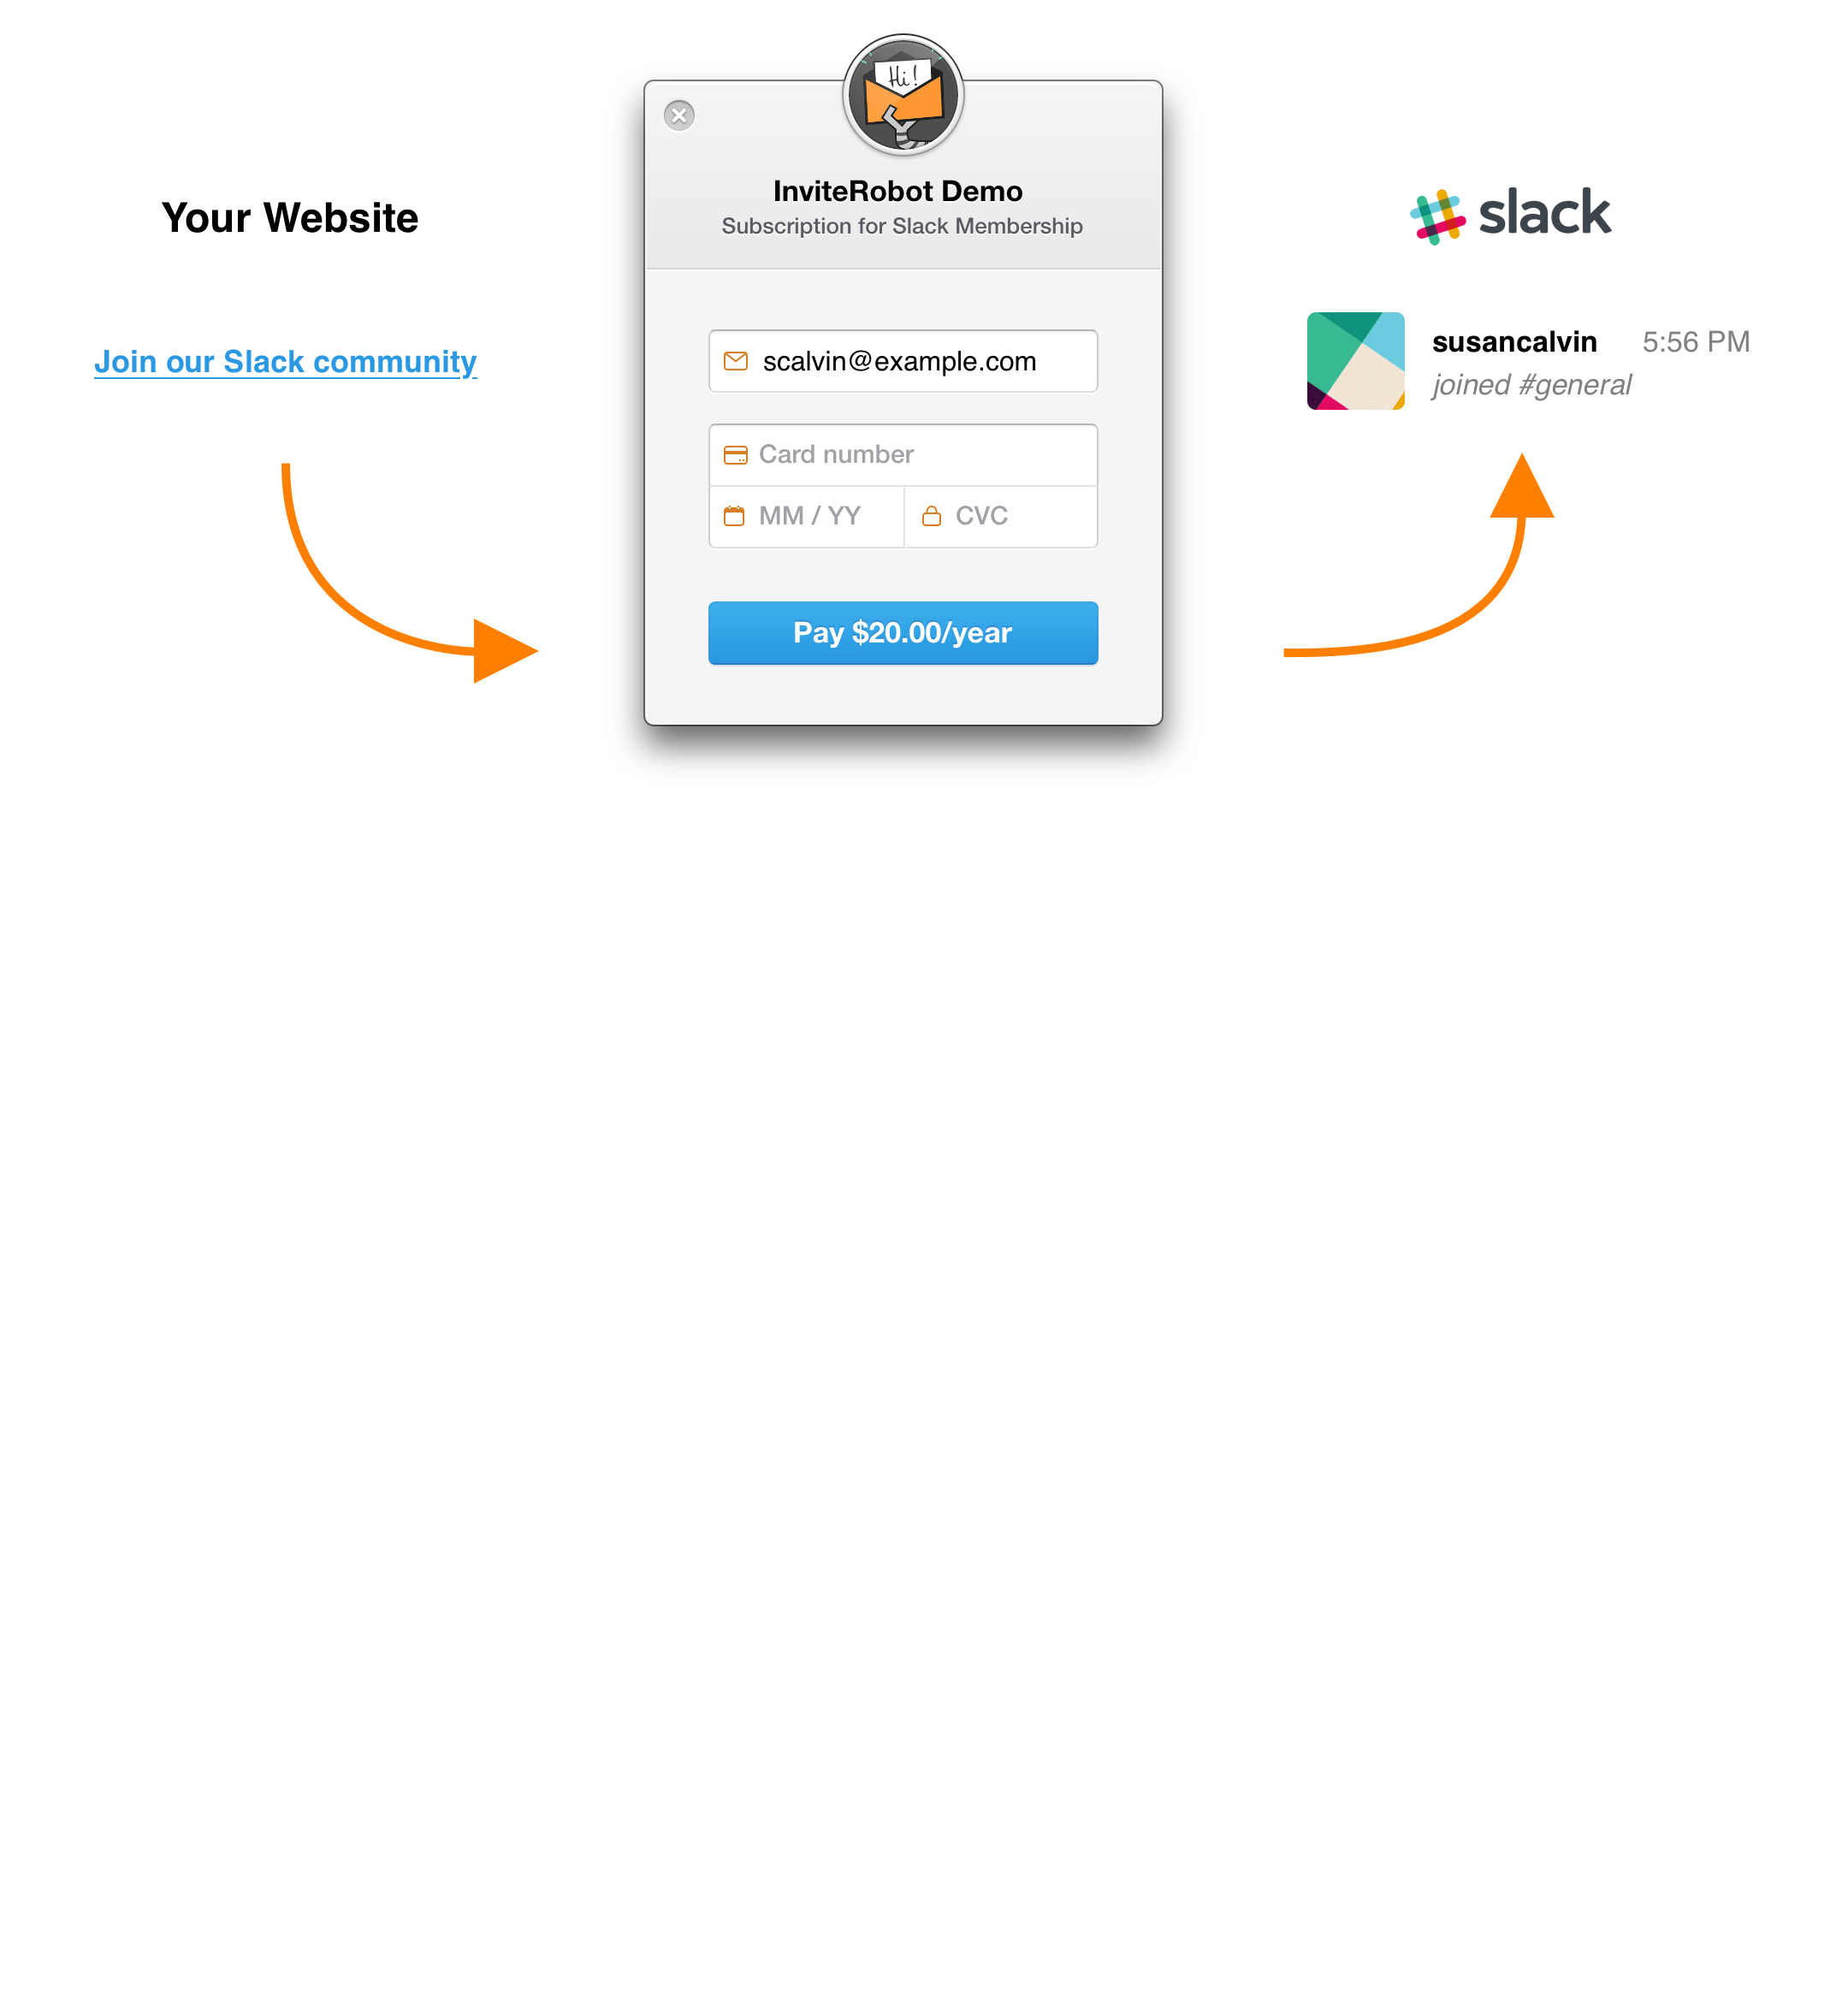 Your Website
Join our Slack community
Hi!
InviteRobot Demo
Subscription for Slack Membership
scalvin@example.com
Card number
MM / YY
CVC
Pay $20.00/year
slack
susancalvin 5:56 PM
joined #general